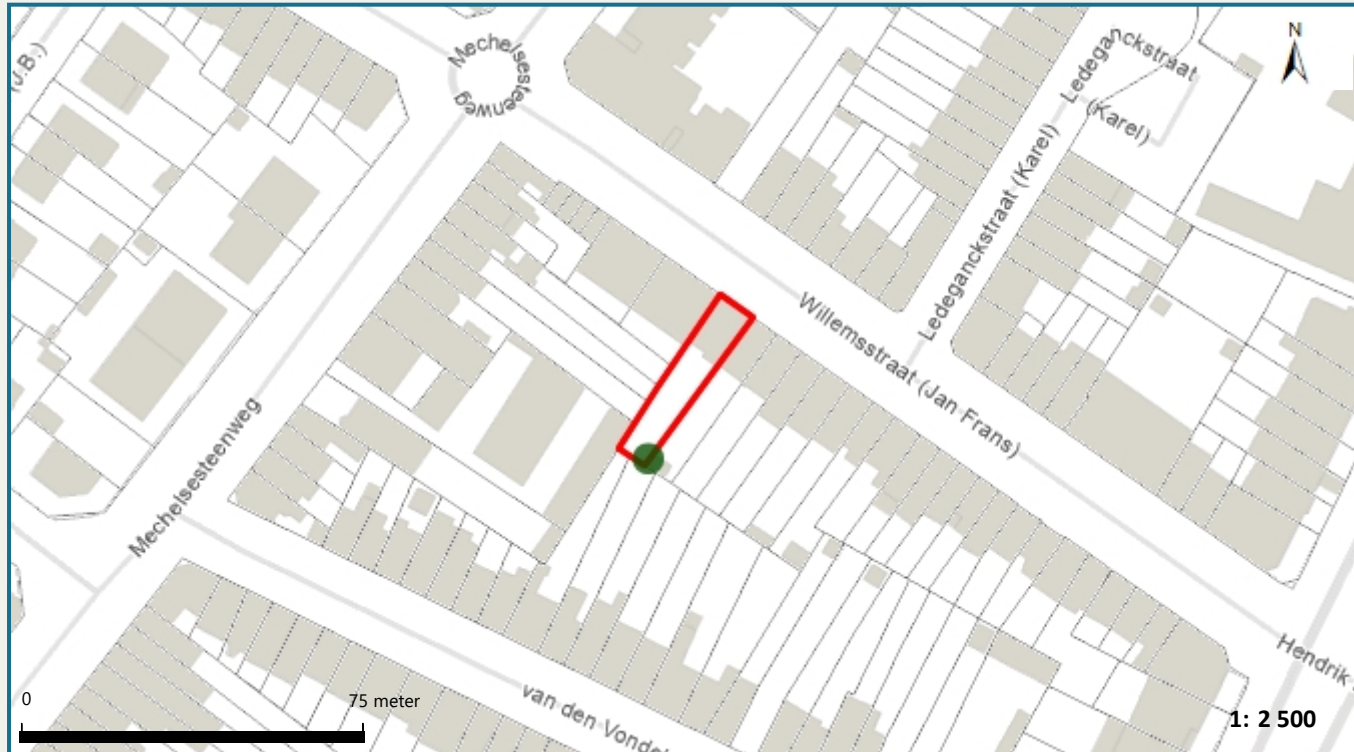 (J.B.)
Mechelsesteenweg
Ledeganckstraat
(Karel)
N
Ledeganckstraat (Karel)
Willemsstraat (Jan Frans)
Mechelsesteenweg
Hendrik
van den Vondel
0
75 meter
1: 2 500